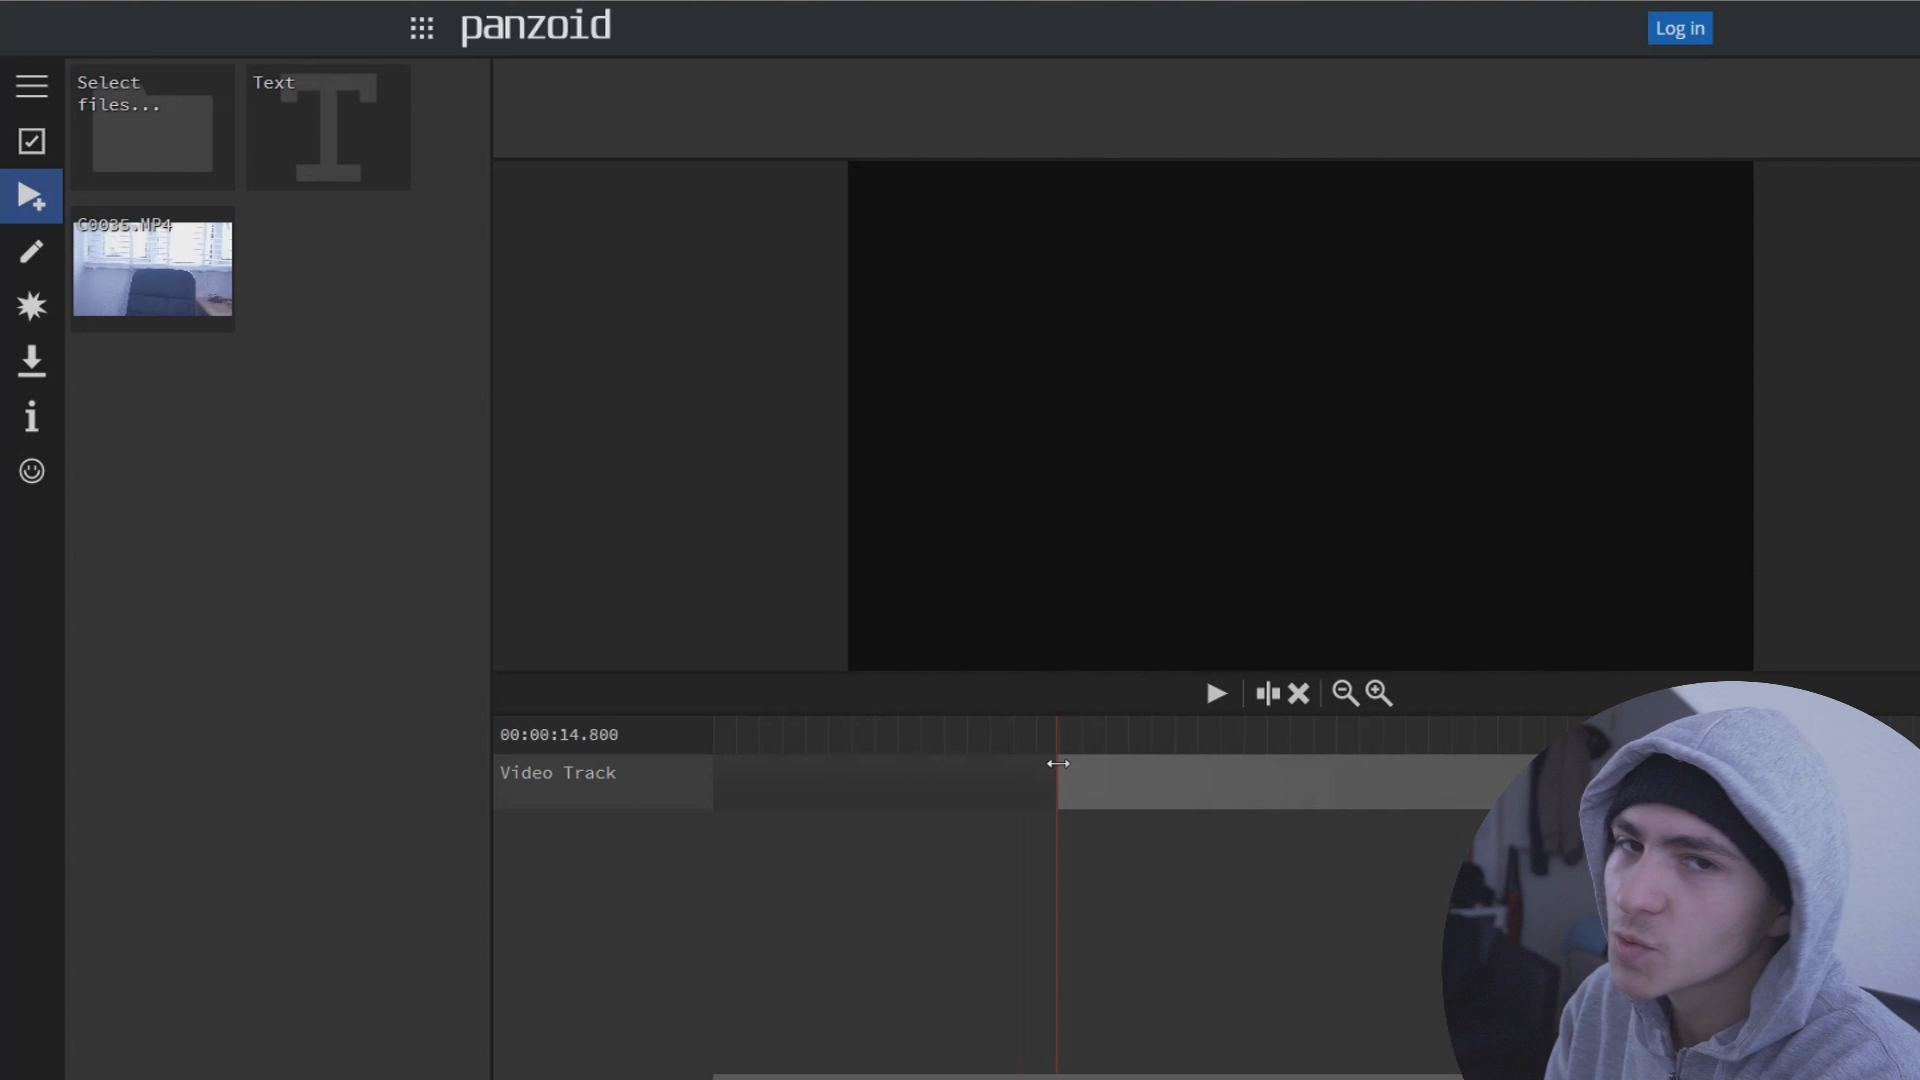 panzoid
Log in
Select
files...
Text
C0035.MP4
00:00:14.800
Video Track